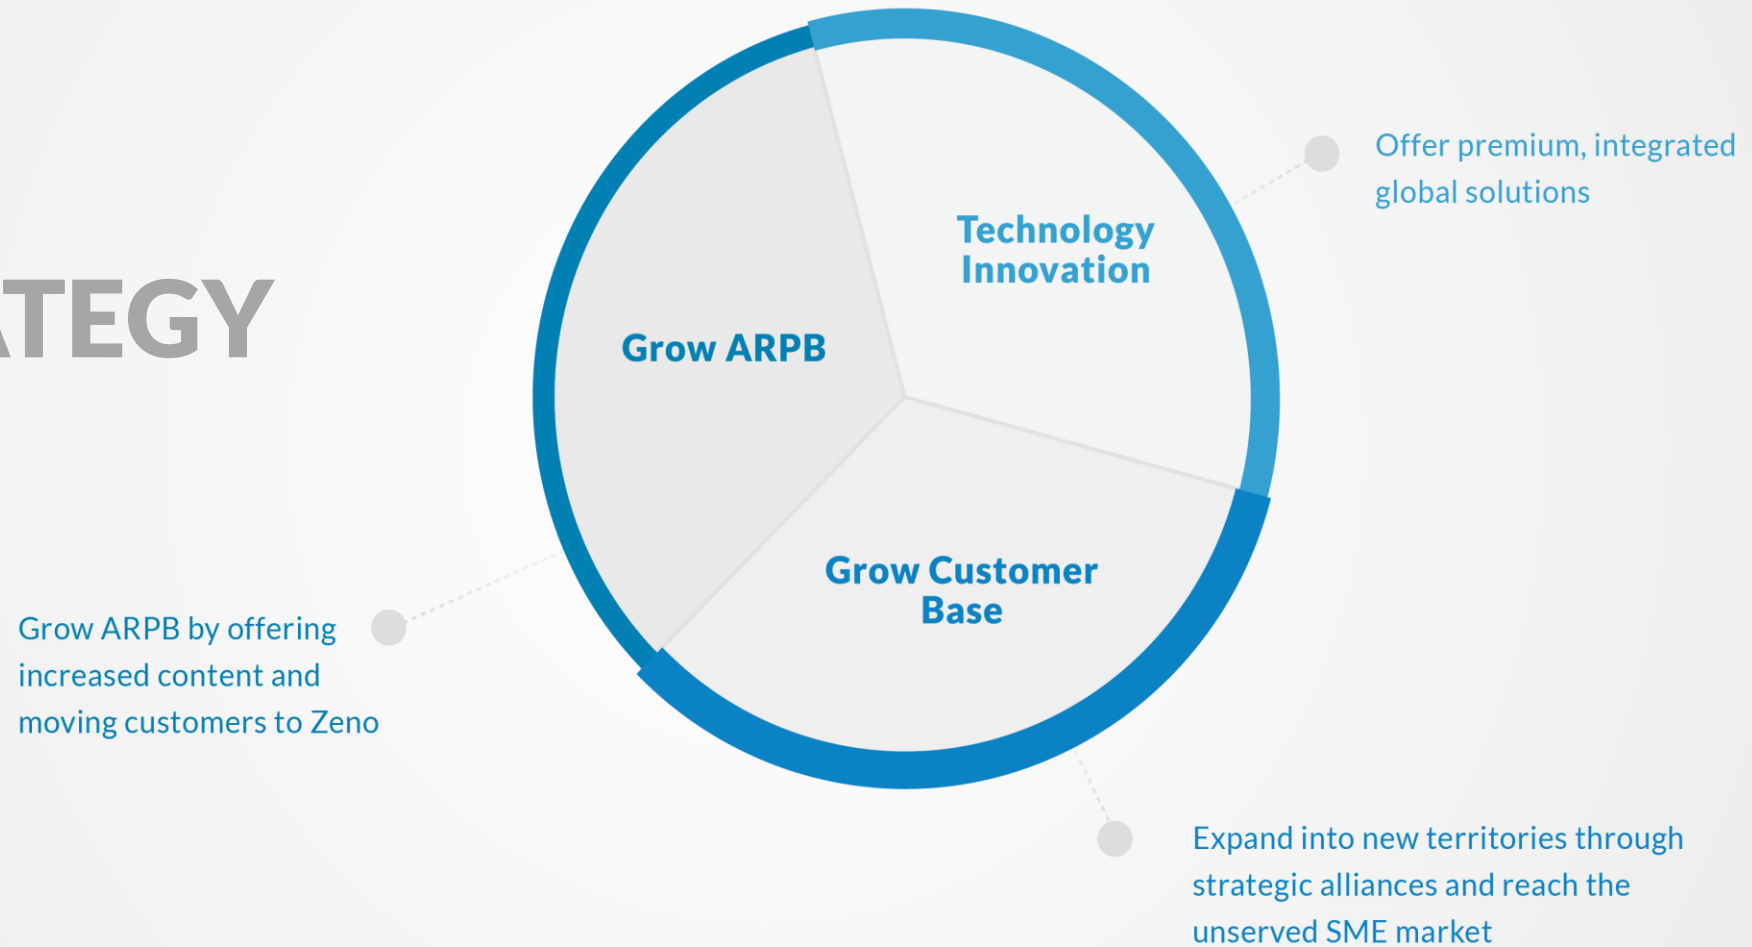 ATEGY
Technology
Innovation
Grow ARPB
Grow Customer
Base
Offer premium, integrated
global solutions
Grow ARPB by offering
increased content and
moving customers to Zeno
Expand into new territories through
strategic alliances and reach the
unserved SME market